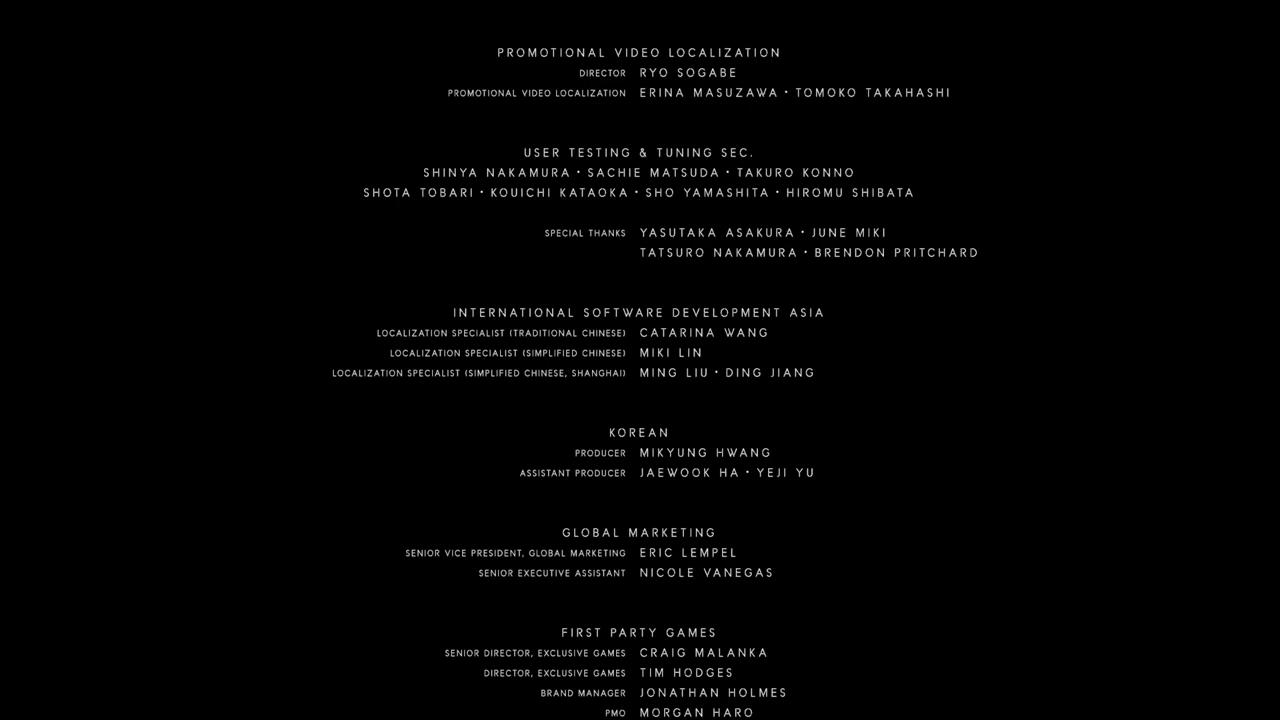 PROMOTIONAL VIDEO LOCALIZATION
DIRECTOR RYO SOGABE
PROMOTIONAL VIDEO LOCALIZATION ERINA MASUZAWA • TOMOKO TAKAHASHI
USER TESTING & TUNING SEC.
SHINYA NAKAMURA • SACHIE MATSUDA • TAKURO KONNO
SHOTA TOBARI • KOUICHI KATAOKA • SHO YAMASHITA • HIROMU SHIBATA
SPECIAL THANKS YASUTAKA ASAKURA • JUNE MIKI
TATSURO NAKAMURA • BRENDON PRITCHARD
INTERNATIONAL SOFTWARE DEVELOPMENT ASIA
LOCALIZATION SPECIALIST (TRADITIONAL CHINESE) CATARINA WANG
LOCALIZATION SPECIALIST (SIMPLIFIED CHINESE) MIKI LIN
LOCALIZATION SPECIALIST (SIMPLIFIED CHINESE, SHANGHAI) MING LIU • DING JIANG
KOREAN
PRODUCER MIKYUNG HWANG
ASSISTANT PRODUCER JAEWOOK HA • YEJI YU
GLOBAL MARKETING
SENIOR VICE PRESIDENT, GLOBAL MARKETING ERIC LEMPEL
SENIOR EXECUTIVE ASSISTANT NICOLE VANEGAS
FIRST PARTY GAMES
SENIOR DIRECTOR, EXCLUSIVE GAMES CRAIG MALANKA
DIRECTOR, EXCLUSIVE GAMES TIM HODGES
BRAND MANAGER JONATHAN HOLMES
PMO MORGAN HARO